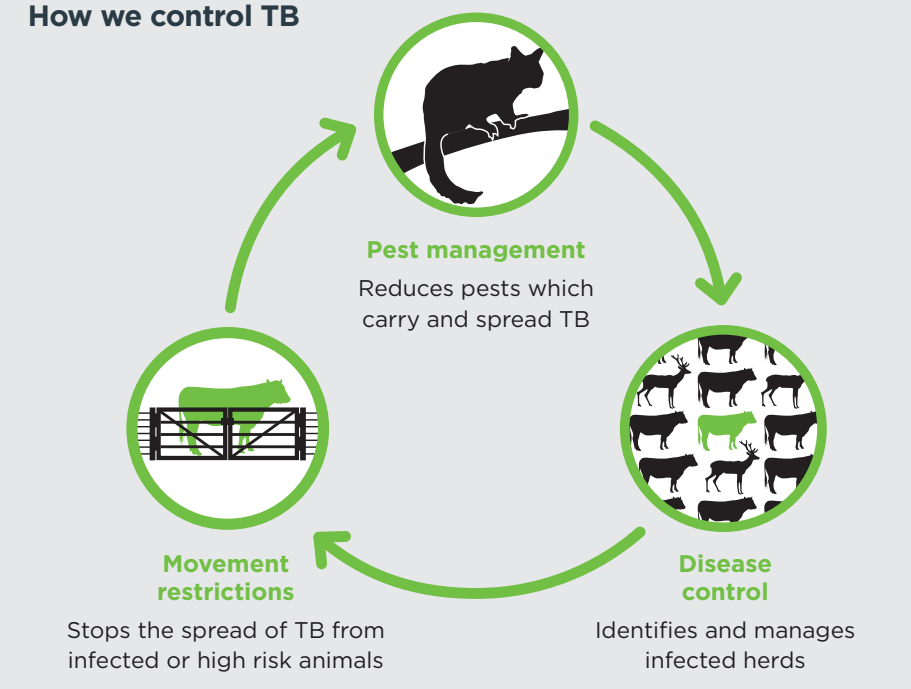 How we control TB
Pest management
Reduces pests which
carry and spread TB
Disease
control
Identifies and manages
infected herds
Movement
restrictions
Stops the spread of TB from
infected or high risk animals